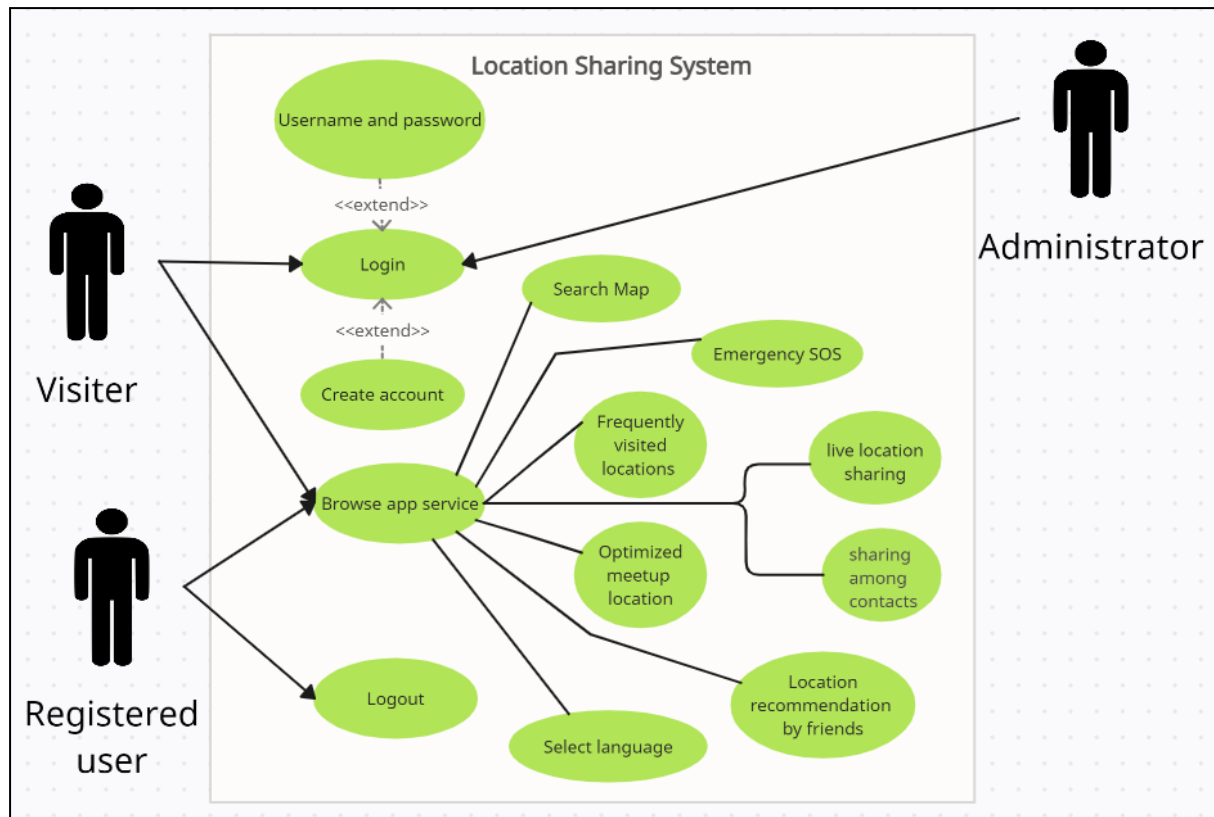 Location Sharing System
Username and password
<<extend>>
Login
<<extend>>
Create account
Search Map
Emergency SOS
Frequently
visited
locations
live location
sharing
Browse app service
Optimized
meetup
location
sharing
among
contacts
Location
recommendation
by friends
Logout
Select language
Visiter
Registered
user
Administrator